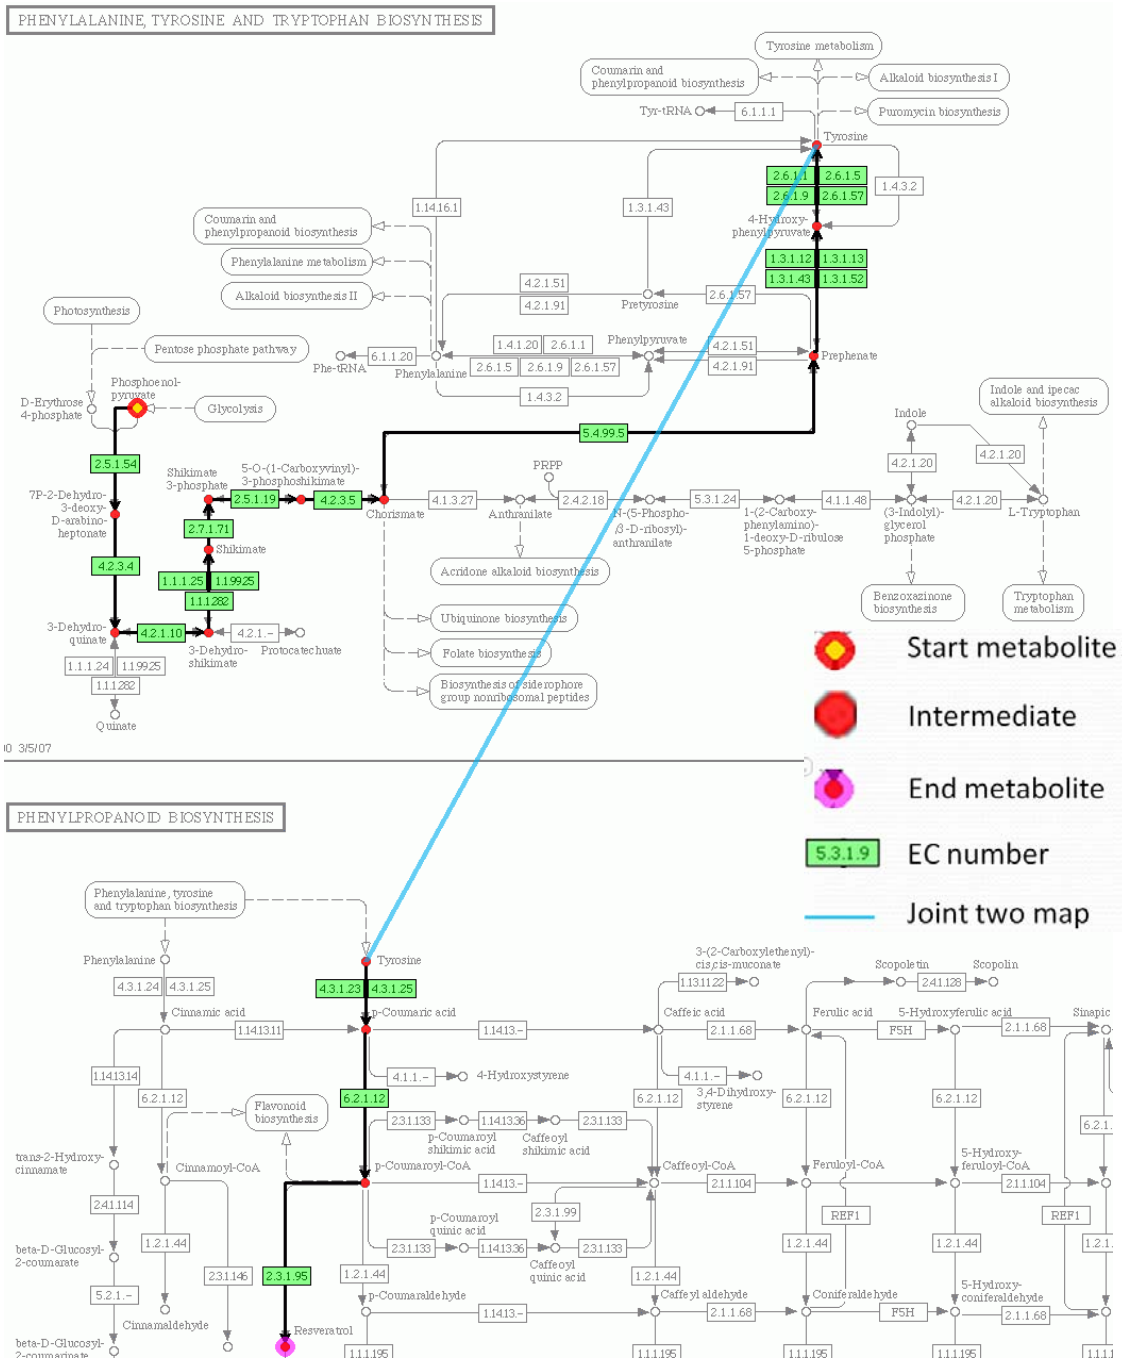 PHENYLALANINE, TYROSINE AND TRYPTOPHAN BIOSYNTHESIS
Tyrosine metabolism
Coumarin and
phenylpropanoid biosynthesis
Alkaloid biosynthesis I
Tyr-tRNA
6.1.1.1
Puromycin biosynthesis
Tyrosine
2.6.1.1
2.6.1.5
2.6.1.9
2.6.1.57
1.4.3.2
1.14.16.1
1.3.1.43
4-Hydroxy-
phenylpyruvate
Coumarin and
phenylpropanoid biosynthesis
Phenylalanine metabolism
Alkaloid biosynthesis II
1.3.1.12
1.3.1.13
1.3.1.43
1.3.1.52
4.2.1.51
4.2.1.91
Pretyrosine
2.6.1.57
Photosynthesis
Pentose phosphate pathway
Phe-tRNA
6.1.1.20
Phenylalanine
1.4.1.20
2.6.1.1
2.6.1.5
2.6.1.9
2.6.1.57
1.4.3.2
Phenylpyruvate
4.2.1.51
4.2.1.91
Prephenate
D-Erythrose
4-phosphate
Phosphoenol-
pyruvate
Glycolysis
Indole and ipecac
alkaloid biosynthesis
5.4.99.5
Indole
4.2.1.20
4.2.1.20
2.5.1.54
7P-2-Dehydro-
3-deoxy-
D-arabino-
heptonate
Shikimate
3-phosphate
5-O-(1-Carboxyvinyl)-
3-phosphoshikimate
2.5.1.19
4.2.3.5
Chorismate
4.1.3.27
Anthranilate
PRPP
2.4.2.18
N-(5-Phospho-
β-D-ribosyl)-
anthranilate
5.3.1.24
1-(2-Carboxy-
phenylamino)-
1-deoxy-D-ribulose
5-phosphate
4.1.1.48
(3-Indolyl)-
glycerol
phosphate
4.2.1.20
L-Tryptophan
2.7.1.71
Shikimate
4.2.3.4
1.1.1.25
1.1.99.25
1.1.1.282
Acridone alkaloid biosynthesis
Benzoxazinone
biosynthesis
Tryptophan
metabolism
3-Dehydro-
quinate
4.2.1.10
3-Dehydro-
shikimate
4.2.1.-
Protocatechuate
Ubiquinone biosynthesis
Folate biosynthesis
Biosynthesis of siderophore
group nonribosomal peptides
1.1.1.24
1.1.99.25
1.1.1.282
Quinate
00 3/5/07
Start metabolite
Intermediate
End metabolite
5.3.1.9
EC number
Joint two map
PHENYLPROPANOID BIOSYNTHESIS
Phenylalanine, tyrosine
and tryptophan biosynthesis
Phenylalanine
Tyrosine
4.3.1.24
4.3.1.25
4.3.1.23
4.3.1.25
3-(2-Carboxylethenyl)-
cis,cis-muconate
1.13.11.22
Scopoletin
2.4.1.128
Scopolin
Cinnamic acid
1.14.13.11
p-Coumaric acid
1.14.13.-
Caffeic acid
2.1.1.68
Ferulic acid
F5H
5-Hydroxyferulic acid
2.1.1.68
Sinapic
1.14.13.14
4.1.1.-
4-Hydroxystyrene
4.1.1.-
3,4-Dihydroxy-
styrene
6.2.1.12
6.2.1.12
6.2.1.12
6.2.1.12
6.2.1.12
6.2.1.
Flavonoid
biosynthesis
2.3.1.133
p-Coumaroyl
shikimic acid
1.14.13.36
Caffeoyl
shikimic acid
2.3.1.133
trans-2-Hydroxy-
cinnamate
Cinnamoyl-CoA
p-Coumaroyl-CoA
1.14.13.-
Caffeoyl-CoA
2.1.1.104
Feruloyl-CoA
5-Hydroxy-
feruloyl-CoA
2.1.1.104
2.4.1.114
2.3.1.99
REF1
REF1
p-Coumaroyl
quinic acid
2.3.1.133
1.14.13.36
Caffeoyl
quinic acid
2.3.1.133
beta-D-Glucosyl-
2-coumarate
1.2.1.44
2.3.1.146
2.3.1.95
1.2.1.44
1.2.1.44
1.2.1.44
1.2.1.44
1.2.1.
5.2.1.-
Cinnamaldehyde
p-Coumaraldehyde
1.14.13.-
Caffeyl aldehyde
2.1.1.68
Coniferaldehyde
F5H
5-Hydroxy-
coniferaldehyde
2.1.1.68
Resveratrol
beta-D-Glucosyl-
2-coumarinate
1.1.1.195
1.1.1.195
1.1.1.195
1.1.1.195
1.1.1.195